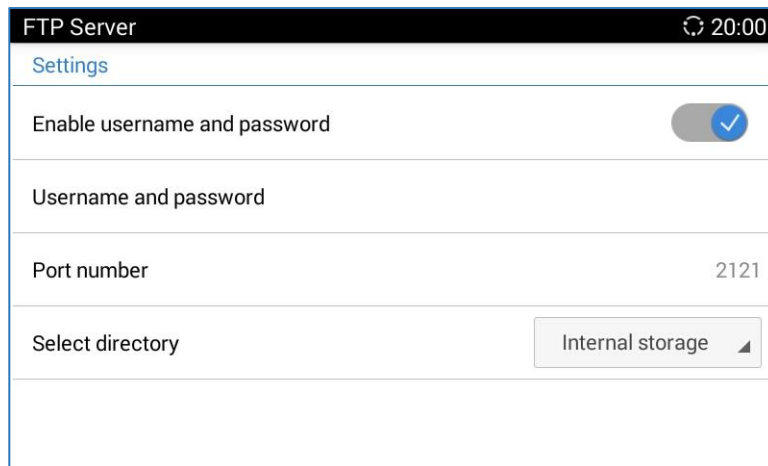 FTP Server 20:00
Settings
Enable username and password
Username and password
Port number 2121
Select directory Internal storage